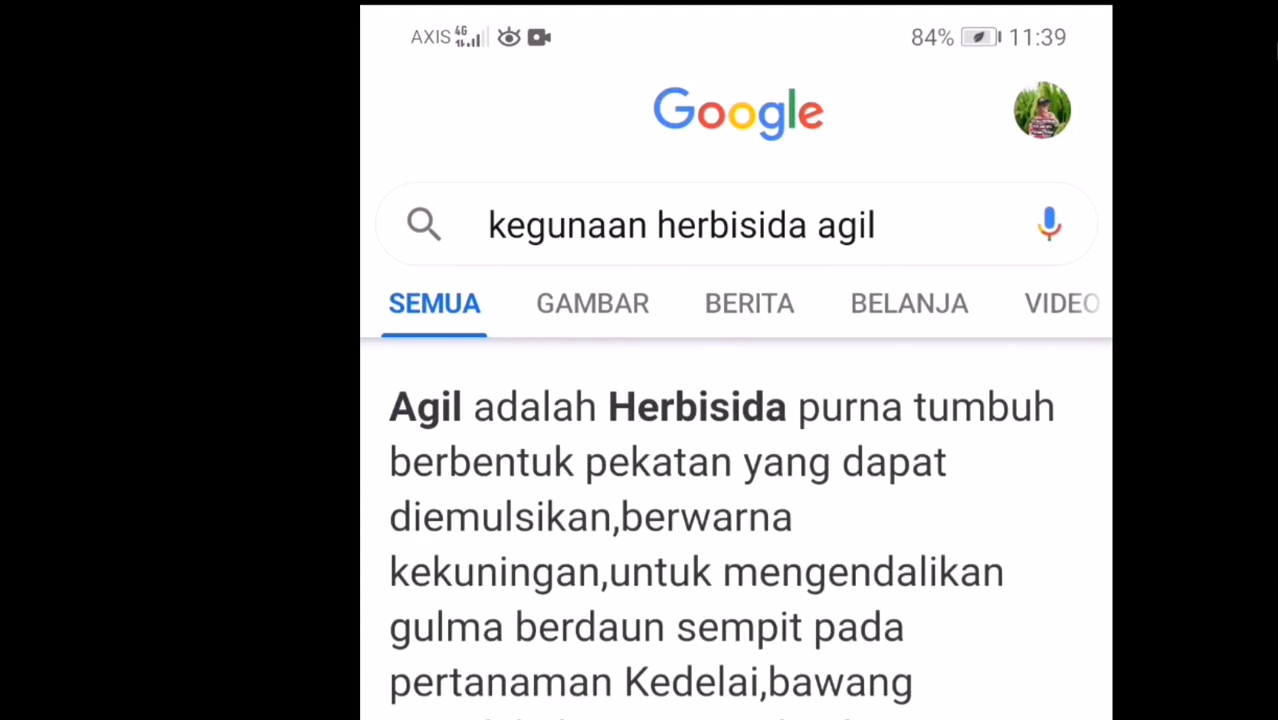 AXIS 4G 84% 11:39
Google
kegunaan herbisida agil
SEMUA GAMBAR BERITA BELANJA VIDEO
Agil adalah Herbisida purna tumbuh
berbentuk pekatan yang dapat
diemulsikan,berwarna
kekuningan,untuk mengendalikan
gulma berdaun sempit pada
pertanaman Kedelai,bawang